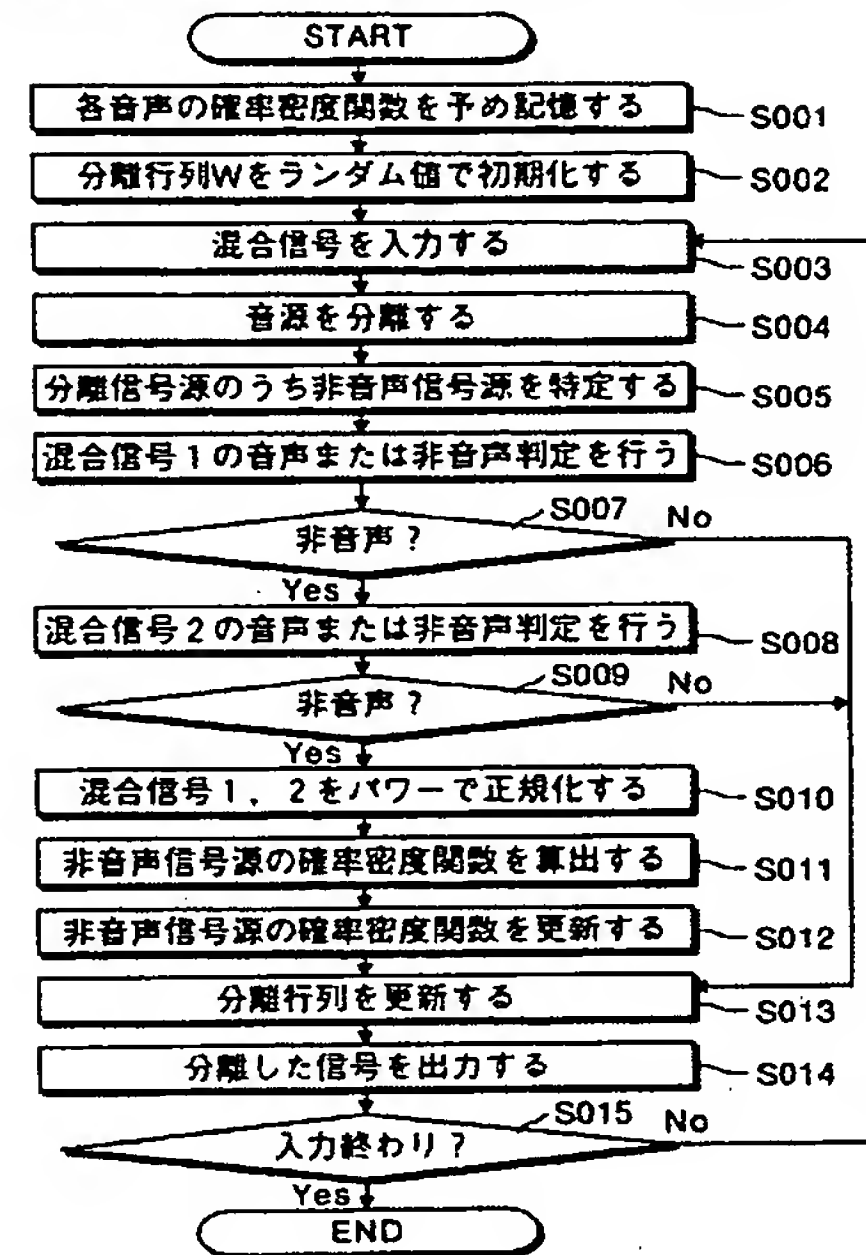 START
各音声の確率密度関数を予め記憶する S001
分離行列Wをランダム値で初期化する S002
混合信号を入力する S003
音源を分離する S004
分離信号源のうち非音声信号源を特定する S005
混合信号1の音声または非音声判定を行う S006
S007 No
非音声?
Yes
混合信号2の音声または非音声判定を行う S008
S009 No
非音声?
Yes
混合信号1,2をパワーで正規化する S010
非音声信号源の確率密度関数を算出する S011
非音声信号源の確率密度関数を更新する S012
分離行列を更新する S013
分離した信号を出力する S014
S015 No
入力終わり?
Yes
END